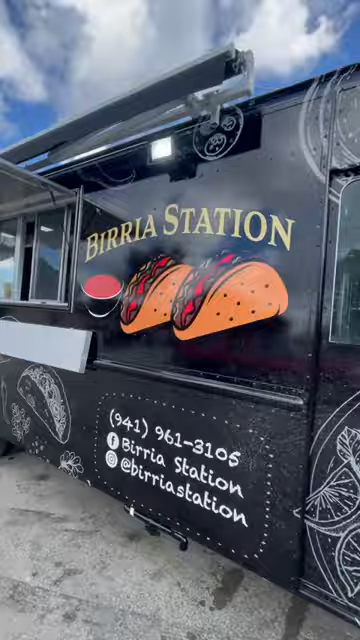 BIRRIA STATION
(941) 961-3105
Birria Station
@birriastation